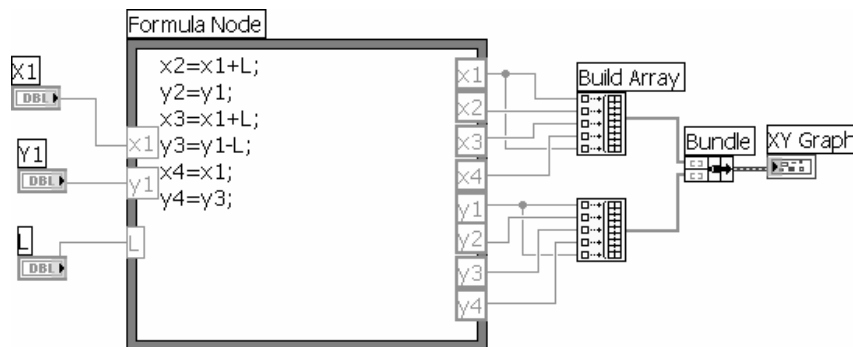 Formula Node
X1
DBL
Y1
DBL
L
DBL
x1
y1
L
x2=x1+L;
y2=y1;
x3=x1+L;
y3=y1-L;
x4=x1;
y4=y3;
x1
x2
x3
x4
y1
y2
y3
y4
Build Array
Bundle
XY Graph